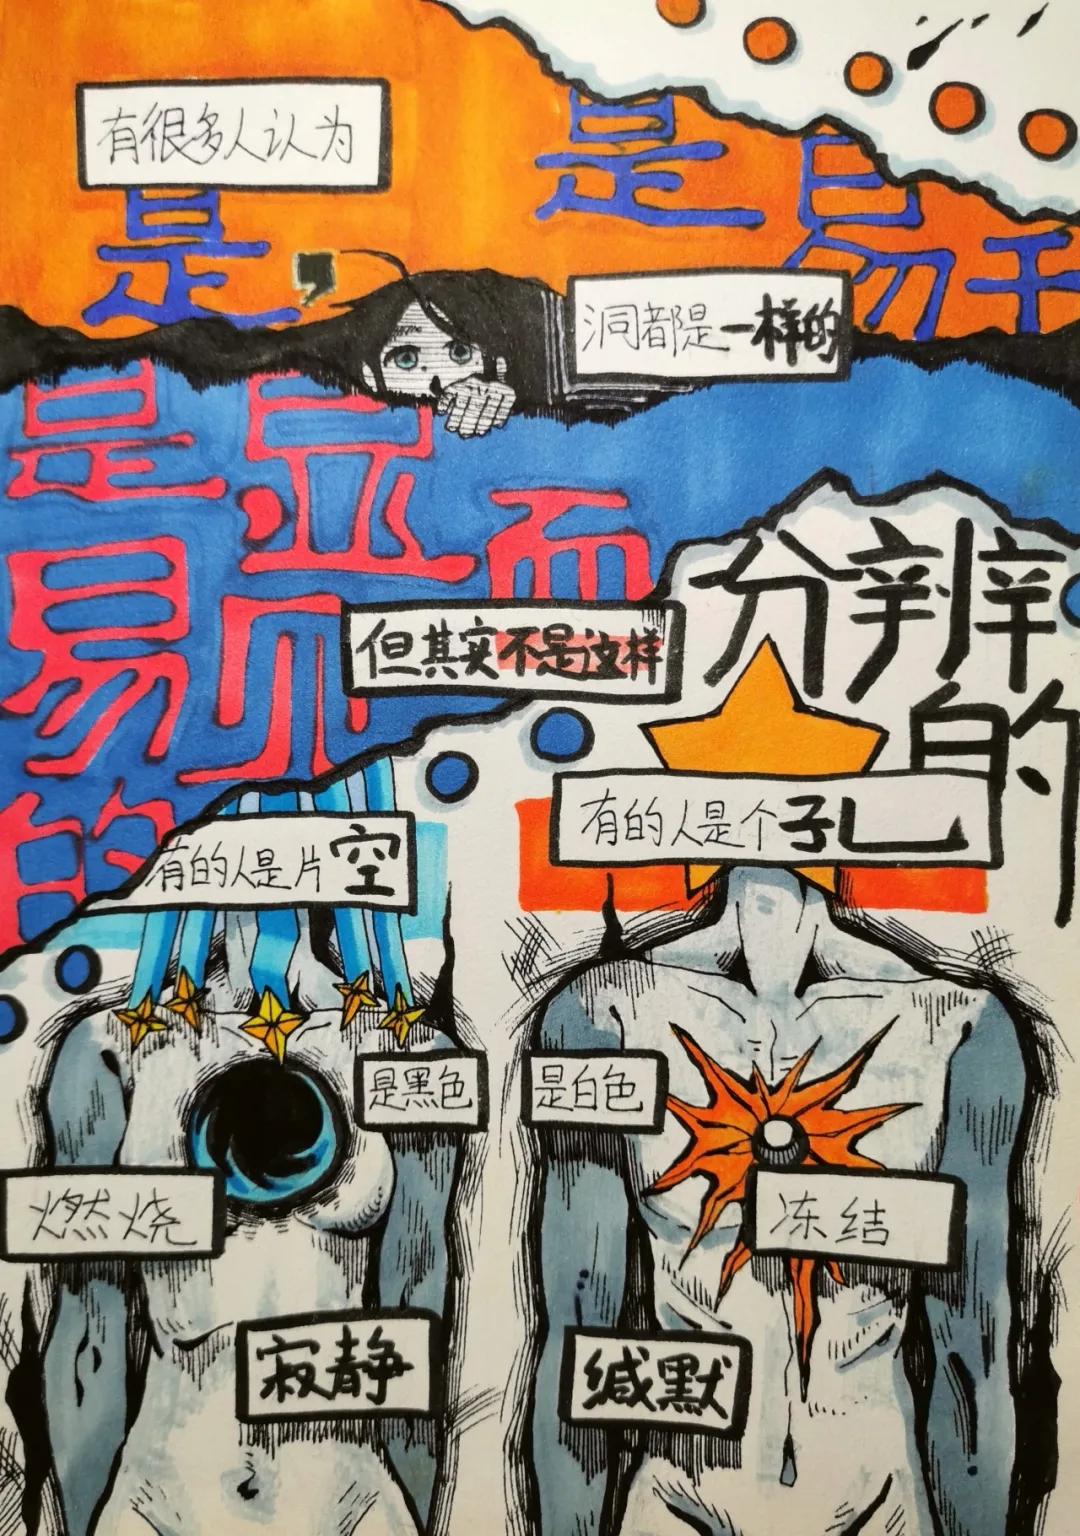 有很多人认为
是
是易于
洞都是一样的
是显而
易见
的
但其实不是这样
分辨
的
有的人是片空
有的人是个孔
是黑色
是白色
燃烧
冻结
寂静
缄默